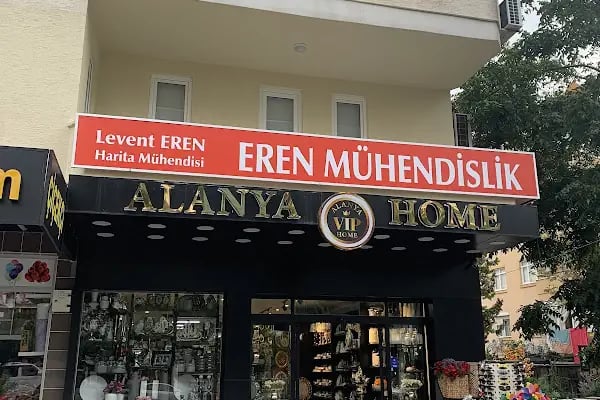 Levent EREN
Harita Mühendisi
EREN MÜHENDİSLİK
ALANYA
HOME
ALANYA
VIP
HOME
m